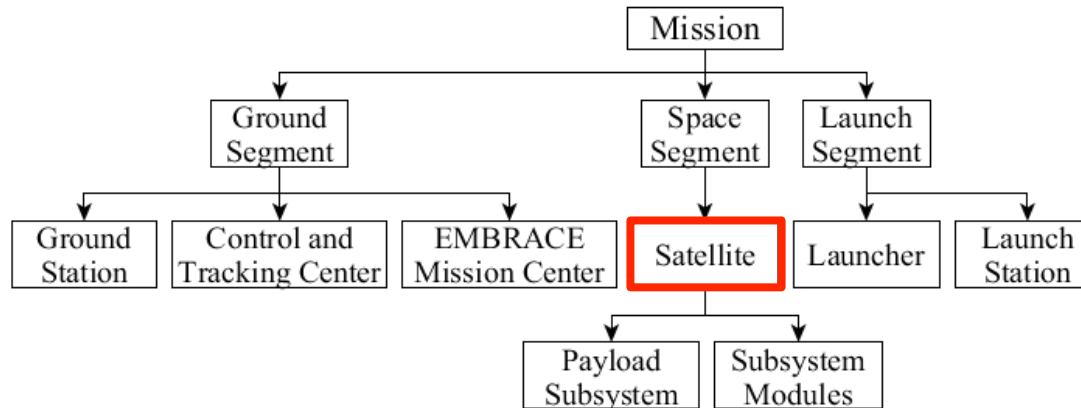 Mission
Ground
Segment
Space
Segment
Launch
Segment
Ground
Station
Control and
Tracking Center
EMBRACE
Mission Center
Satellite
Launcher
Launch
Station
Payload
Subsystem
Subsystem
Modules